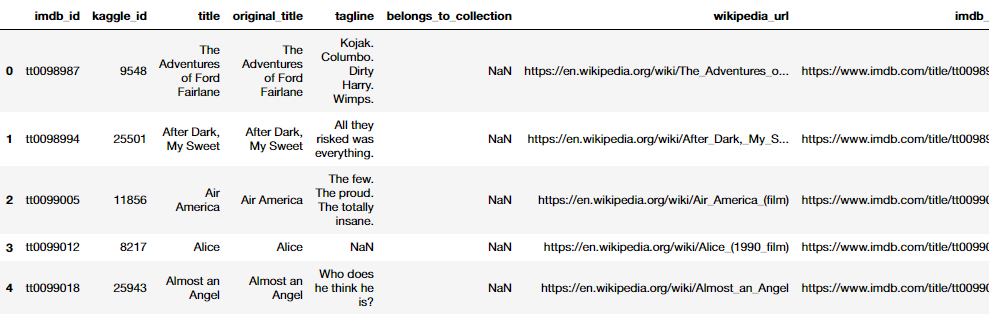 imdb_id kaggle_id title original_title tagline belongs_to_collection wikipedia_url imdb_
0 tt0098987 9548 The Adventures of Ford Fairlane The Adventures of Ford Fairlane Kojak. Columbo. Dirty Harry. Wimps. NaN https://en.wikipedia.org/wiki/The_Adventures_o... https://www.imdb.com/title/tt00989
1 tt0098994 25501 After Dark, My Sweet After Dark, My Sweet All they risked was everything. NaN https://en.wikipedia.org/wiki/After_Dark,_My_S... https://www.imdb.com/title/tt00989
2 tt0099005 11856 Air America Air America The few. The proud. The totally insane. NaN https://en.wikipedia.org/wiki/Air_America_(film) https://www.imdb.com/title/tt00990
3 tt0099012 8217 Alice Alice NaN NaN https://en.wikipedia.org/wiki/Alice_(1990_film) https://www.imdb.com/title/tt00990
4 tt0099018 25943 Almost an Angel Almost an Angel Who does he think he is? NaN https://en.wikipedia.org/wiki/Almost_an_Angel https://www.imdb.com/title/tt00990